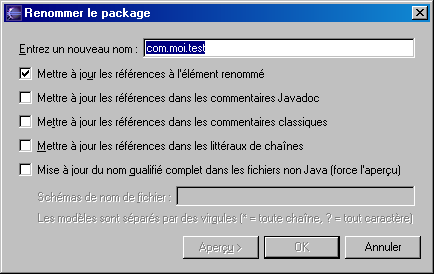 Renommer le package
Entrez un nouveau nom : com.moi.test
Mettre à jour les références à l'élément renommé
Mettre à jour les références dans les commentaires Javadoc
Mettre à jour les références dans les commentaires classiques
Mettre à jour les références dans les littéraux de chaînes
Mise à jour du nom qualifié complet dans les fichiers non Java (force l'aperçu)
Schémas de nom de fichier :
Les modèles sont séparés par des virgules (* = toute chaîne, ? = tout caractère)
Aperçu > OK Annuler